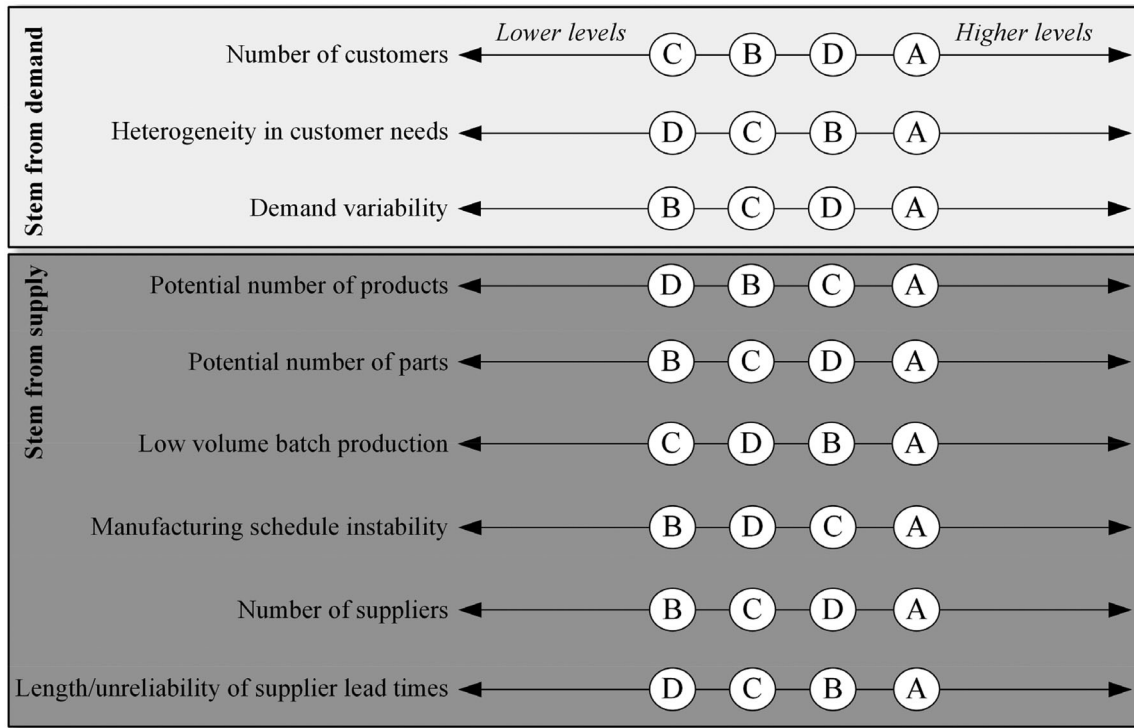 Stem from demand
Lower levels Higher levels
Number of customers C B D A
Heterogeneity in customer needs D C B A
Demand variability B C D A
Stem from supply
Potential number of products D B C A
Potential number of parts B C D A
Low volume batch production C D B A
Manufacturing schedule instability B D C A
Number of suppliers B C D A
Length/unreliability of supplier lead times D C B A